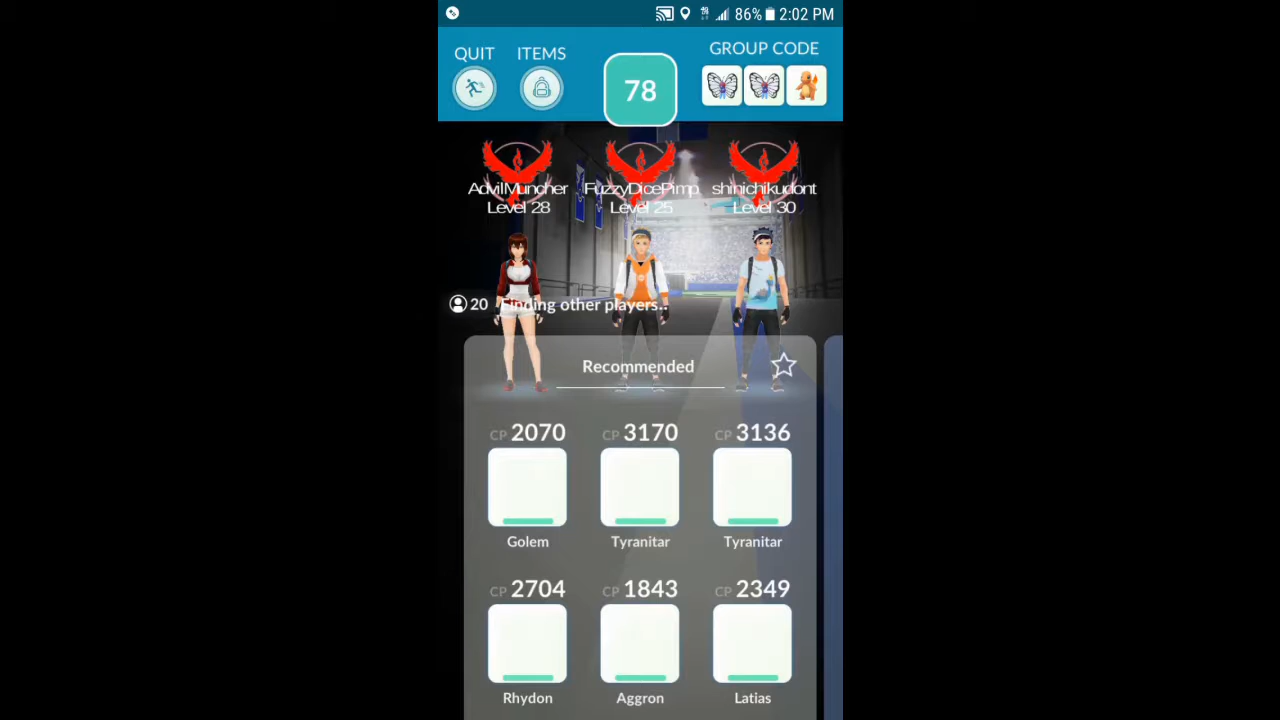 86% 2:02 PM
QUIT ITEMS 78 GROUP CODE
AdvilMuncher FuzzyDicePimp shinichikudont
Level 28 Level 25 Level 30
20 Finding other players..
Recommended
CP 2070 CP 3170 CP 3136
Golem Tyranitar Tyranitar
CP 2704 CP 1843 CP 2349
Rhydon Aggron Latias